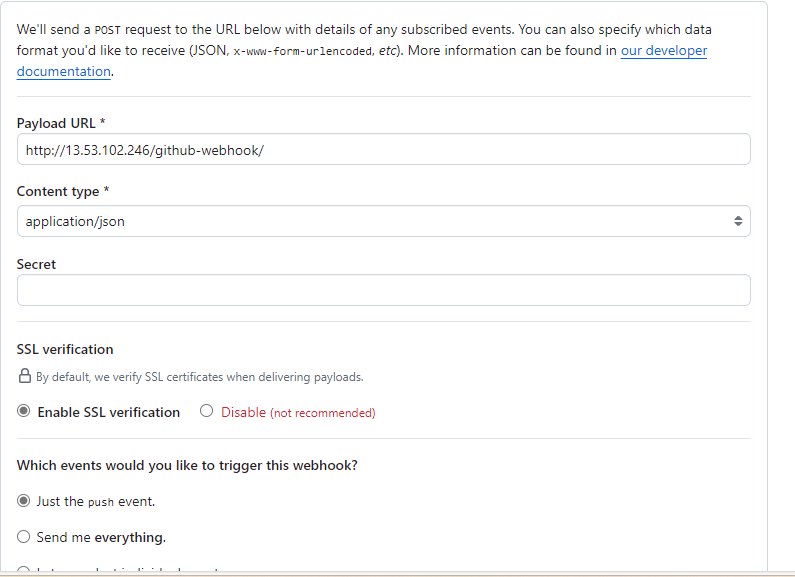 We'll send a POST request to the URL below with details of any subscribed events. You can also specify which data
format you'd like to receive (JSON, x-www-form-urlencoded, etc). More information can be found in our developer
documentation.
Payload URL *
http://13.53.102.246/github-webhook/
Content type *
application/json
Secret
SSL verification
By default, we verify SSL certificates when delivering payloads.
Enable SSL verification Disable (not recommended)
Which events would you like to trigger this webhook?
Just the push event.
Send me everything.